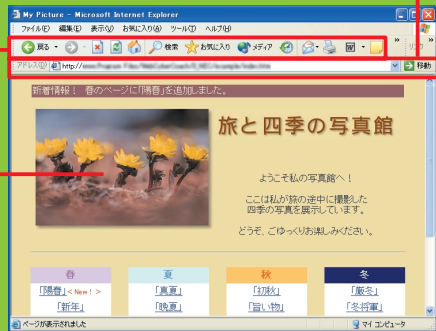 My Picture - Microsoft Internet Explorer
ファイル(F) 編集(E) 表示(V) お気に入り(A) ツール(T) ヘルプ(H)
戻る 検索 お気に入り メディア
アドレス(D) http:// 移動
新着情報! 春のページに「陽春」を追加しました。
旅と四季の写真館
ようこそ私の写真館へ!
ここは私が旅の途中に撮影した
四季の写真を展示しています。
どうぞ、ごゆっくりお楽しみください。
春 夏 秋 冬
「陽春」< New ! > 「真夏」 「初秋」 「厳冬」
「新年」 「晩夏」 「旨い物」 「冬将軍」
ページが表示されました マイ コンピュータ